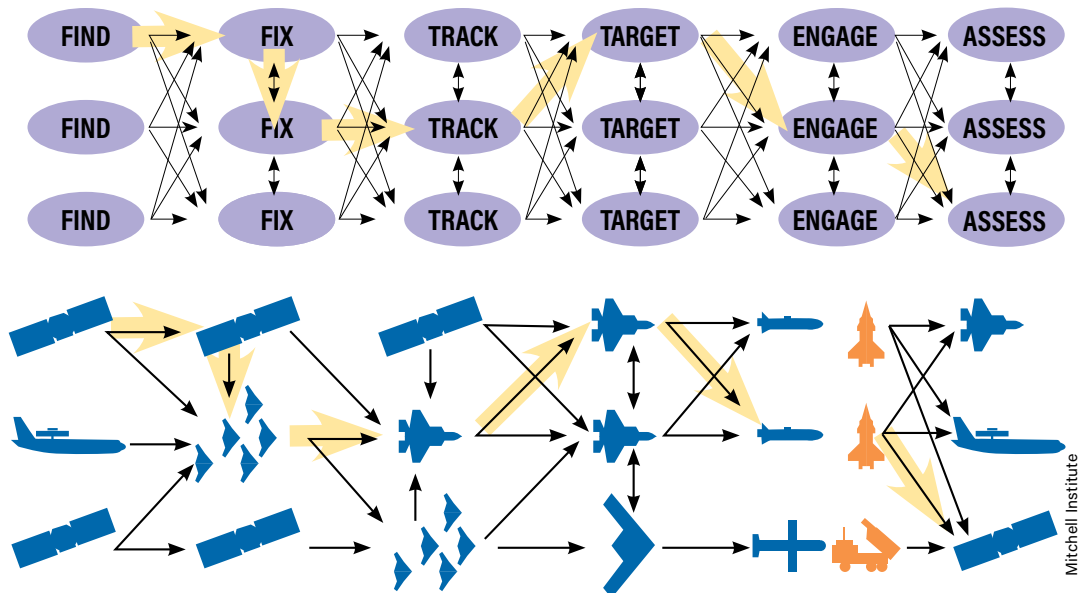 FIND FIX TRACK TARGET ENGAGE ASSESS
FIND FIX TRACK TARGET ENGAGE ASSESS
FIND FIX TRACK TARGET ENGAGE ASSESS
Mitchell Institute